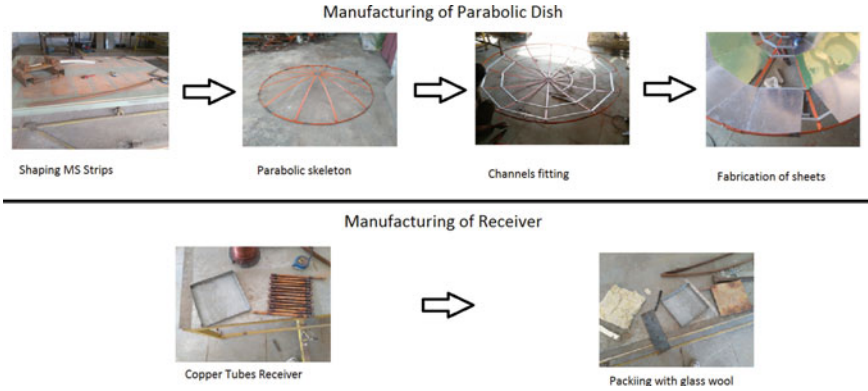 Manufacturing of Parabolic Dish
Shaping MS Strips
Parabolic skeleton
Channels fitting
Fabrication of sheets
Manufacturing of Receiver
Copper Tubes Receiver
Packiing with glass wool